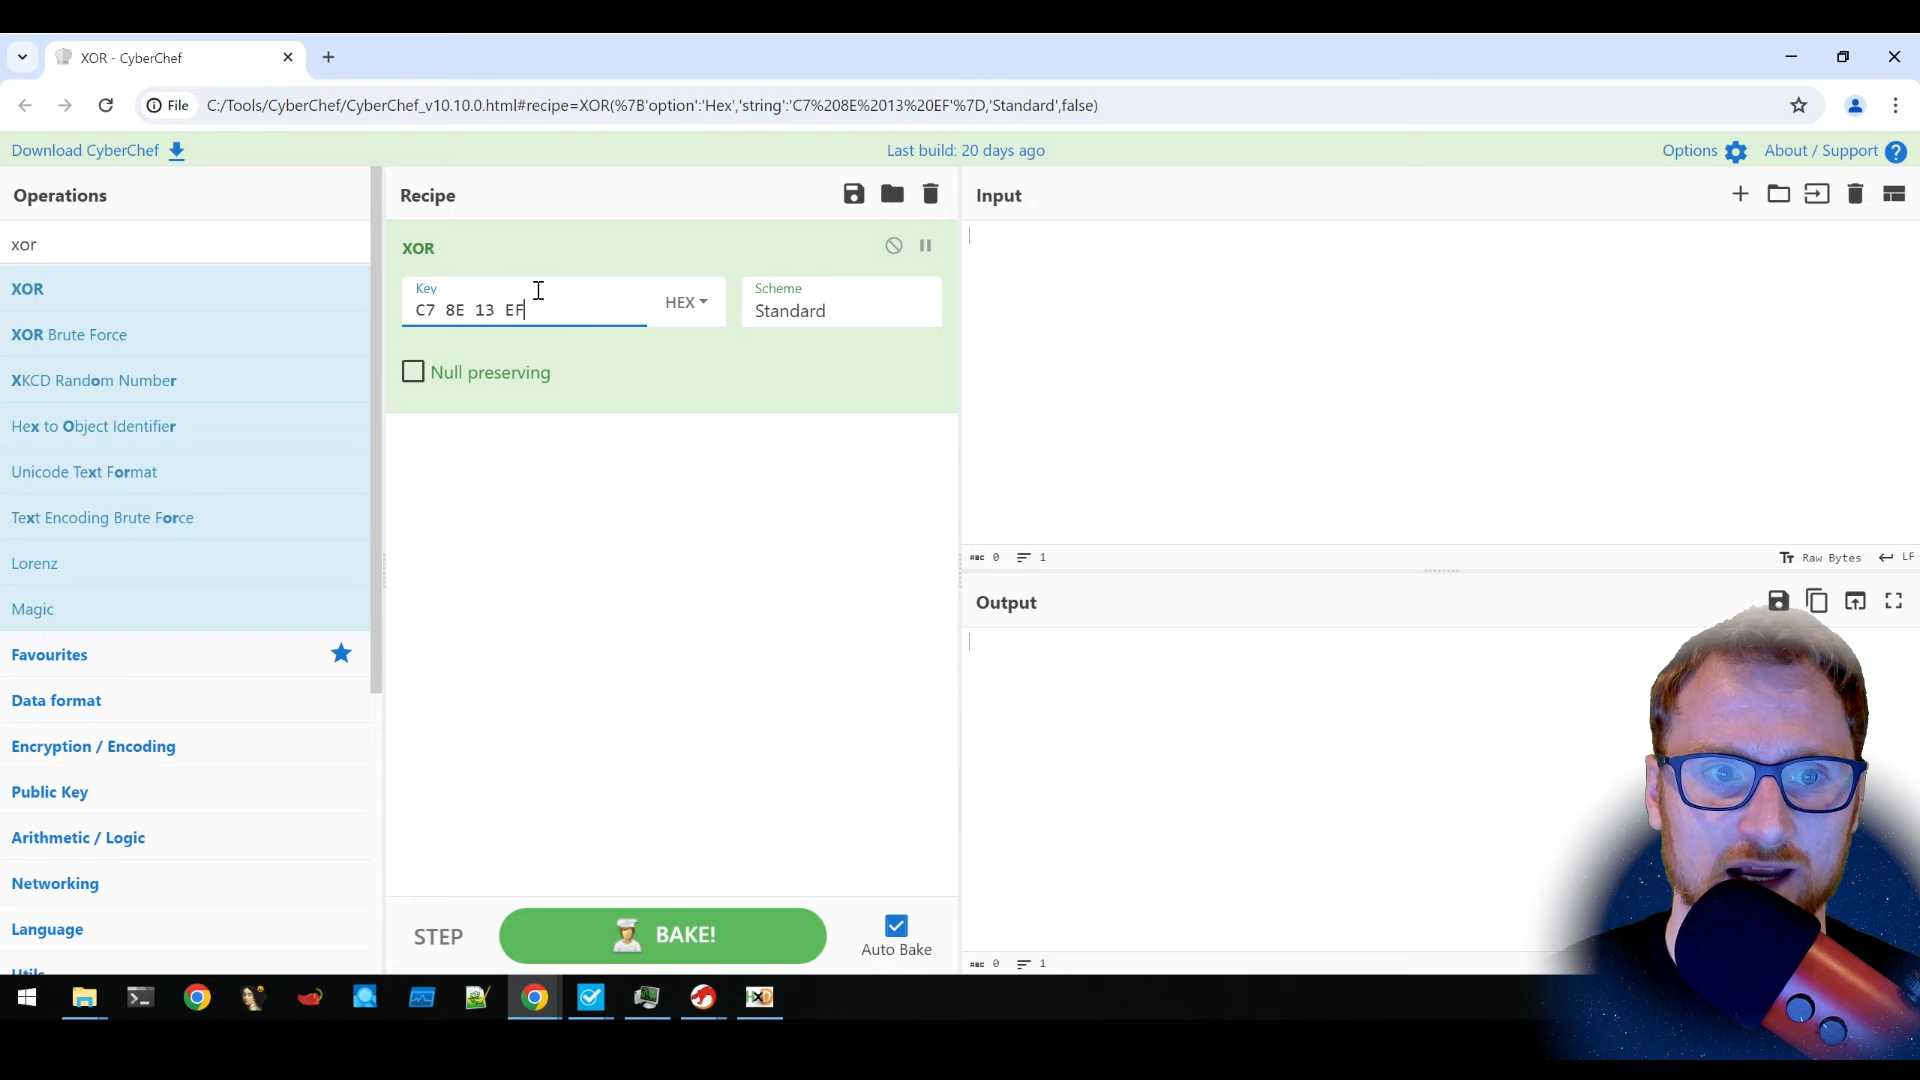 XOR - CyberChef
File
C:/Tools/CyberChef/CyberChef_v10.10.0.html#recipe=XOR(%7B'option':'Hex','string':'C7%208E%2013%20EF'%7D,'Standard',false)
Download CyberChef
Last build: 20 days ago
Options
About / Support
Operations
Recipe
Input
xor
XOR
XOR Brute Force
XKCD Random Number
Hex to Object Identifier
Unicode Text Format
Text Encoding Brute Force
Lorenz
Magic
Favourites
Data format
Encryption / Encoding
Public Key
Arithmetic / Logic
Networking
Language
Utils
XOR
Key
C7 8E 13 EF
HEX
Scheme
Standard
Null preserving
STEP
BAKE!
Auto Bake
ABC 0
1
Tт Raw Bytes
LF
Output
ABC 0
1